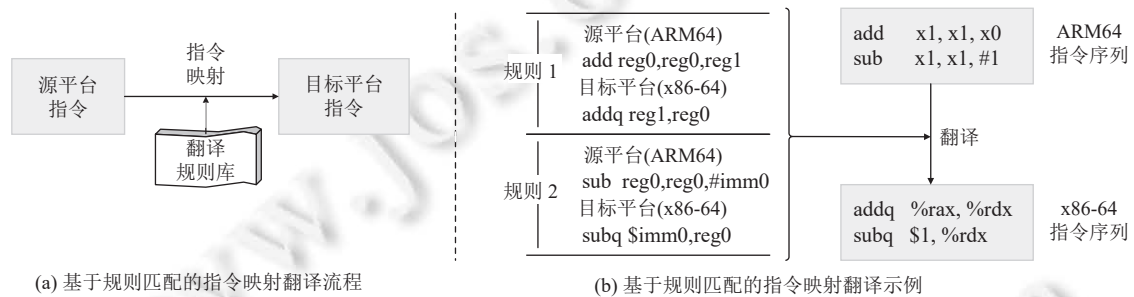 指令
映射
源平台
指令
目标平台
指令
翻译
规则库
(a) 基于规则匹配的指令映射翻译流程
规则 1
源平台(ARM64)
add reg0,reg0,reg1
目标平台(x86-64)
addq reg1,reg0
规则 2
源平台(ARM64)
sub reg0,reg0,#imm0
目标平台(x86-64)
subq $imm0,reg0
add x1, x1, x0
sub x1, x1, #1
ARM64
指令序列
翻译
addq %rax, %rdx
subq $1, %rdx
x86-64
指令序列
(b) 基于规则匹配的指令映射翻译示例
www.jos.